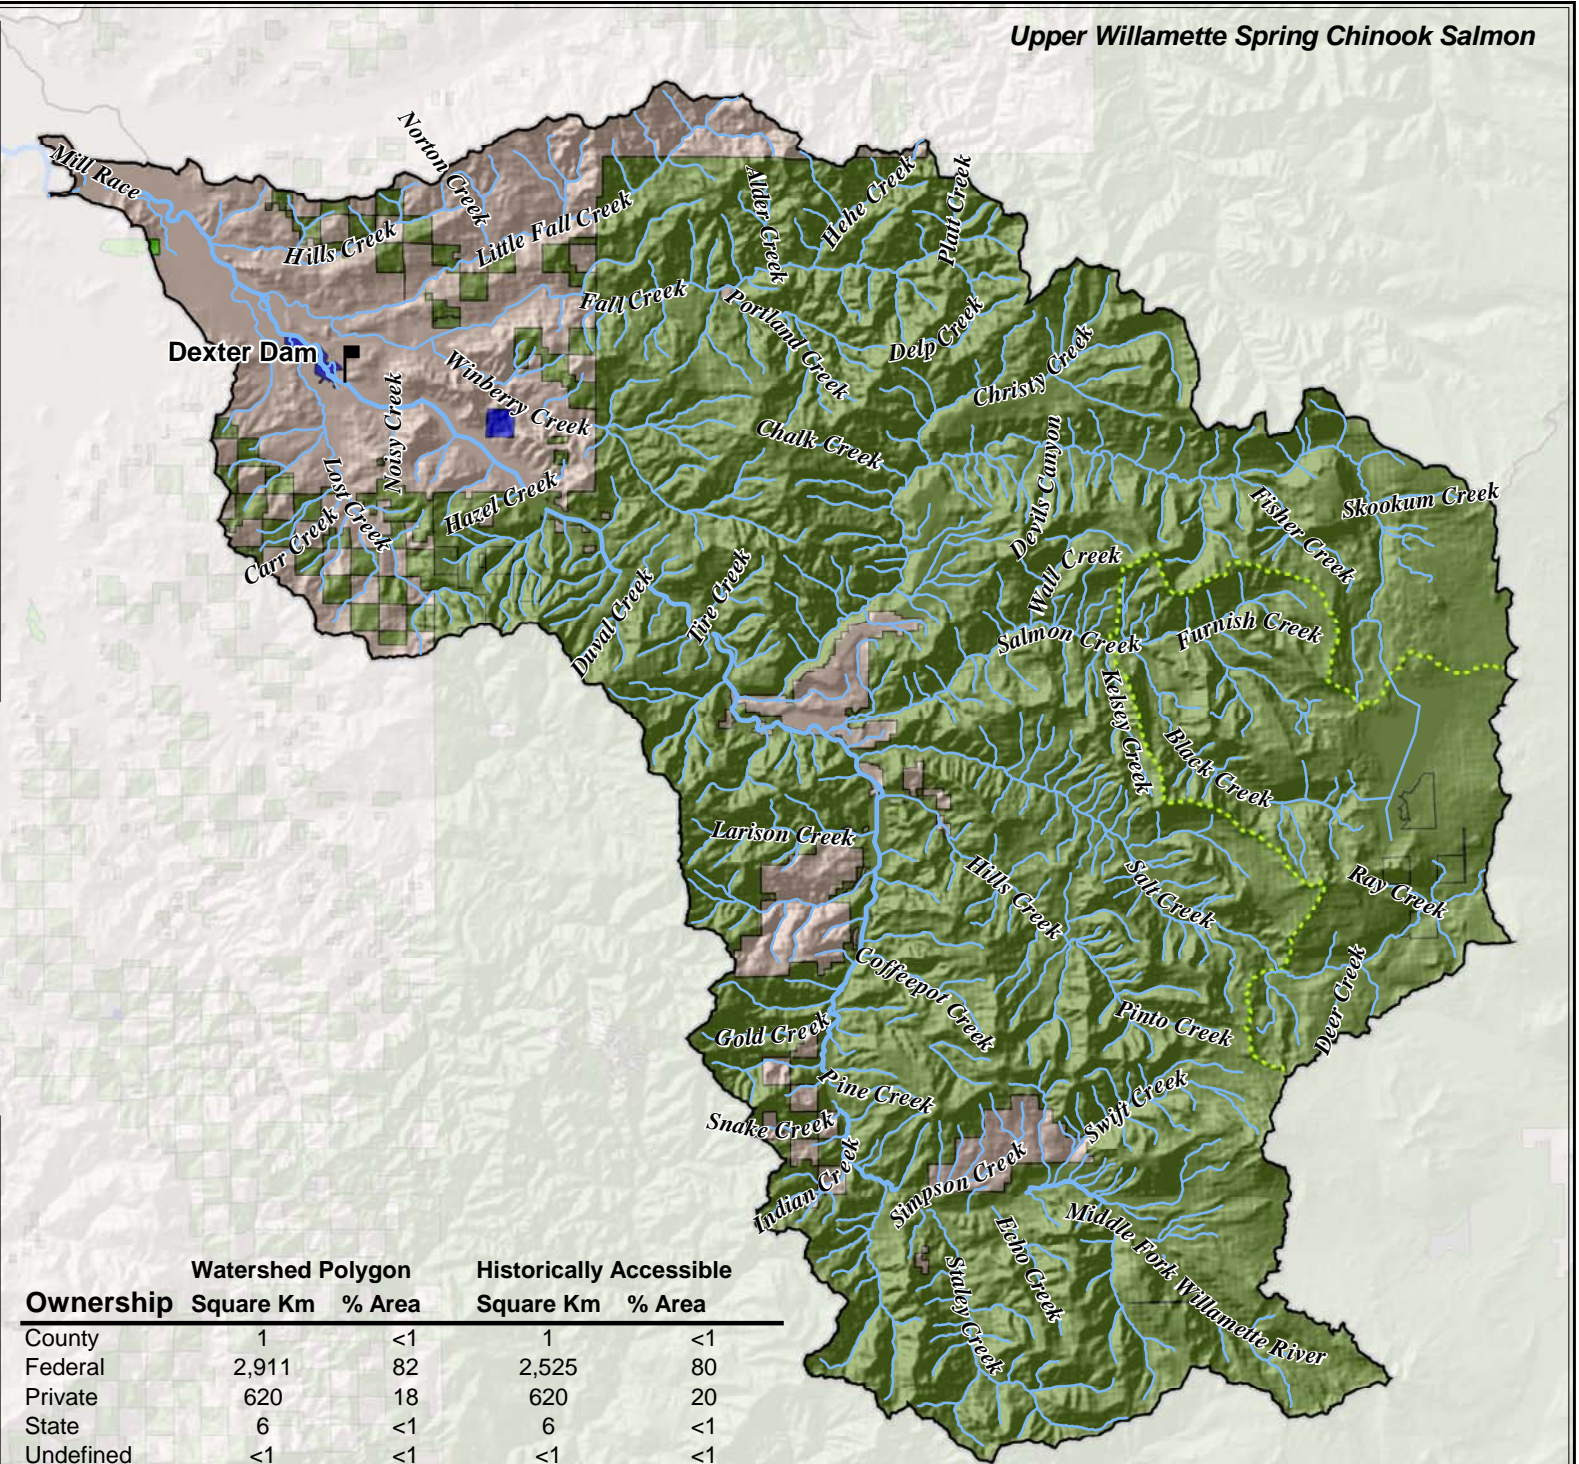 Upper Willamette Spring Chinook Salmon
Mill Race
Norton Creek
Hills Creek
Little Fall Creek
Alder Creek
Hehe Creek
Platt Creek
Fall Creek
Portland Creek
Delp Creek
Christy Creek
Dexter Dam
Winberry Creek
Noisy Creek
Chalk Creek
Devils Canyon
Lost Creek
Hazel Creek
Carr Creek
Fisher Creek
Skookum Creek
Wall Creek
Duval Creek
Tire Creek
Salmon Creek
Furnish Creek
Kelsey Creek
Black Creek
Larison Creek
Hills Creek
Salt Creek
Ray Creek
Coffeepot Creek
Deer Creek
Gold Creek
Pinto Creek
Pine Creek
Swift Creek
Snake Creek
Indian Creek
Simpson Creek
Echo Creek
Middle Fork Willamette River
Staley Creek
Watershed Polygon Historically Accessible
Ownership Square Km % Area Square Km % Area
County 1 <1 1 <1
Federal 2,911 82 2,525 80
Private 620 18 620 20
State 6 <1 6 <1
Undefined <1 <1 <1 <1